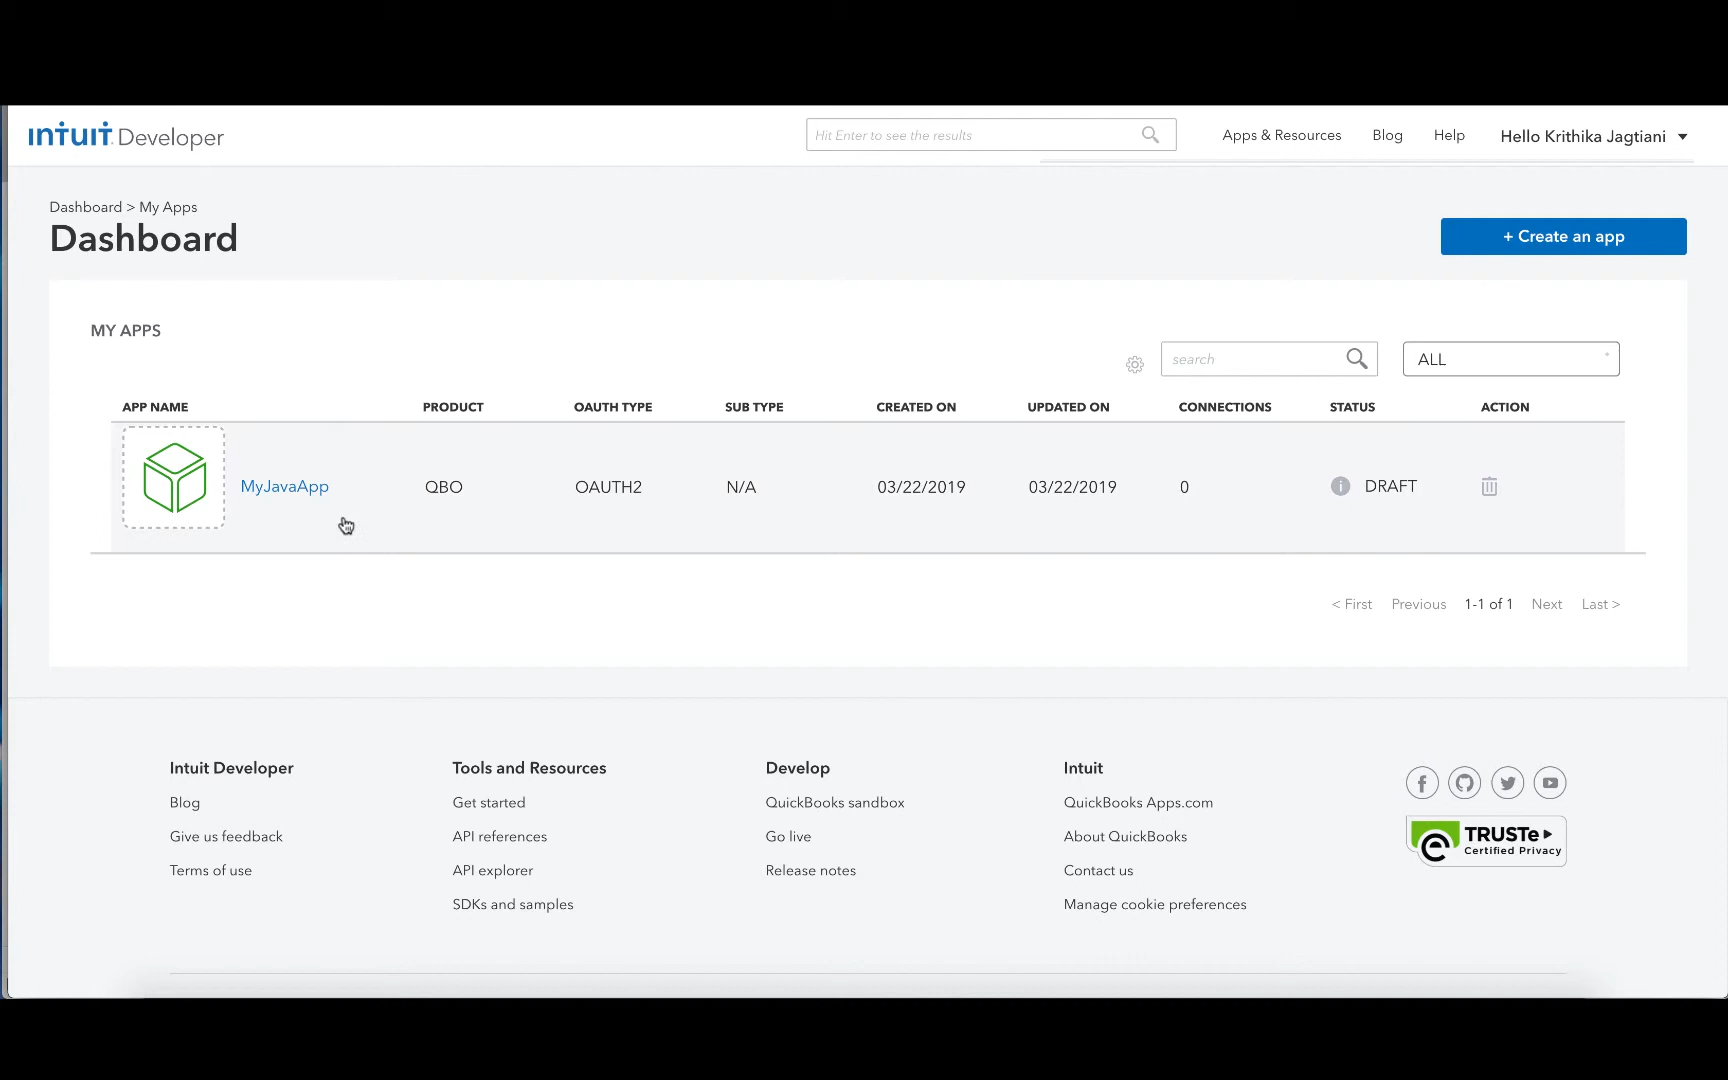 ıntuıt Developer
Hit Enter to see the results
Apps & Resources
Blog
Help
Hello Krithika Jagtiani
Dashboard > My Apps
Dashboard
+ Create an app
MY APPS
search
ALL
APP NAME PRODUCT OAUTH TYPE SUB TYPE CREATED ON UPDATED ON CONNECTIONS STATUS ACTION
MyJavaApp QBO OAUTH2 N/A 03/22/2019 03/22/2019 0 i DRAFT
< First Previous 1-1 of 1 Next Last >
Intuit Developer
Blog
Give us feedback
Terms of use
Tools and Resources
Get started
API references
API explorer
SDKs and samples
Develop
QuickBooks sandbox
Go live
Release notes
Intuit
QuickBooks Apps.com
About QuickBooks
Contact us
Manage cookie preferences
TRUSTe
Certified Privacy